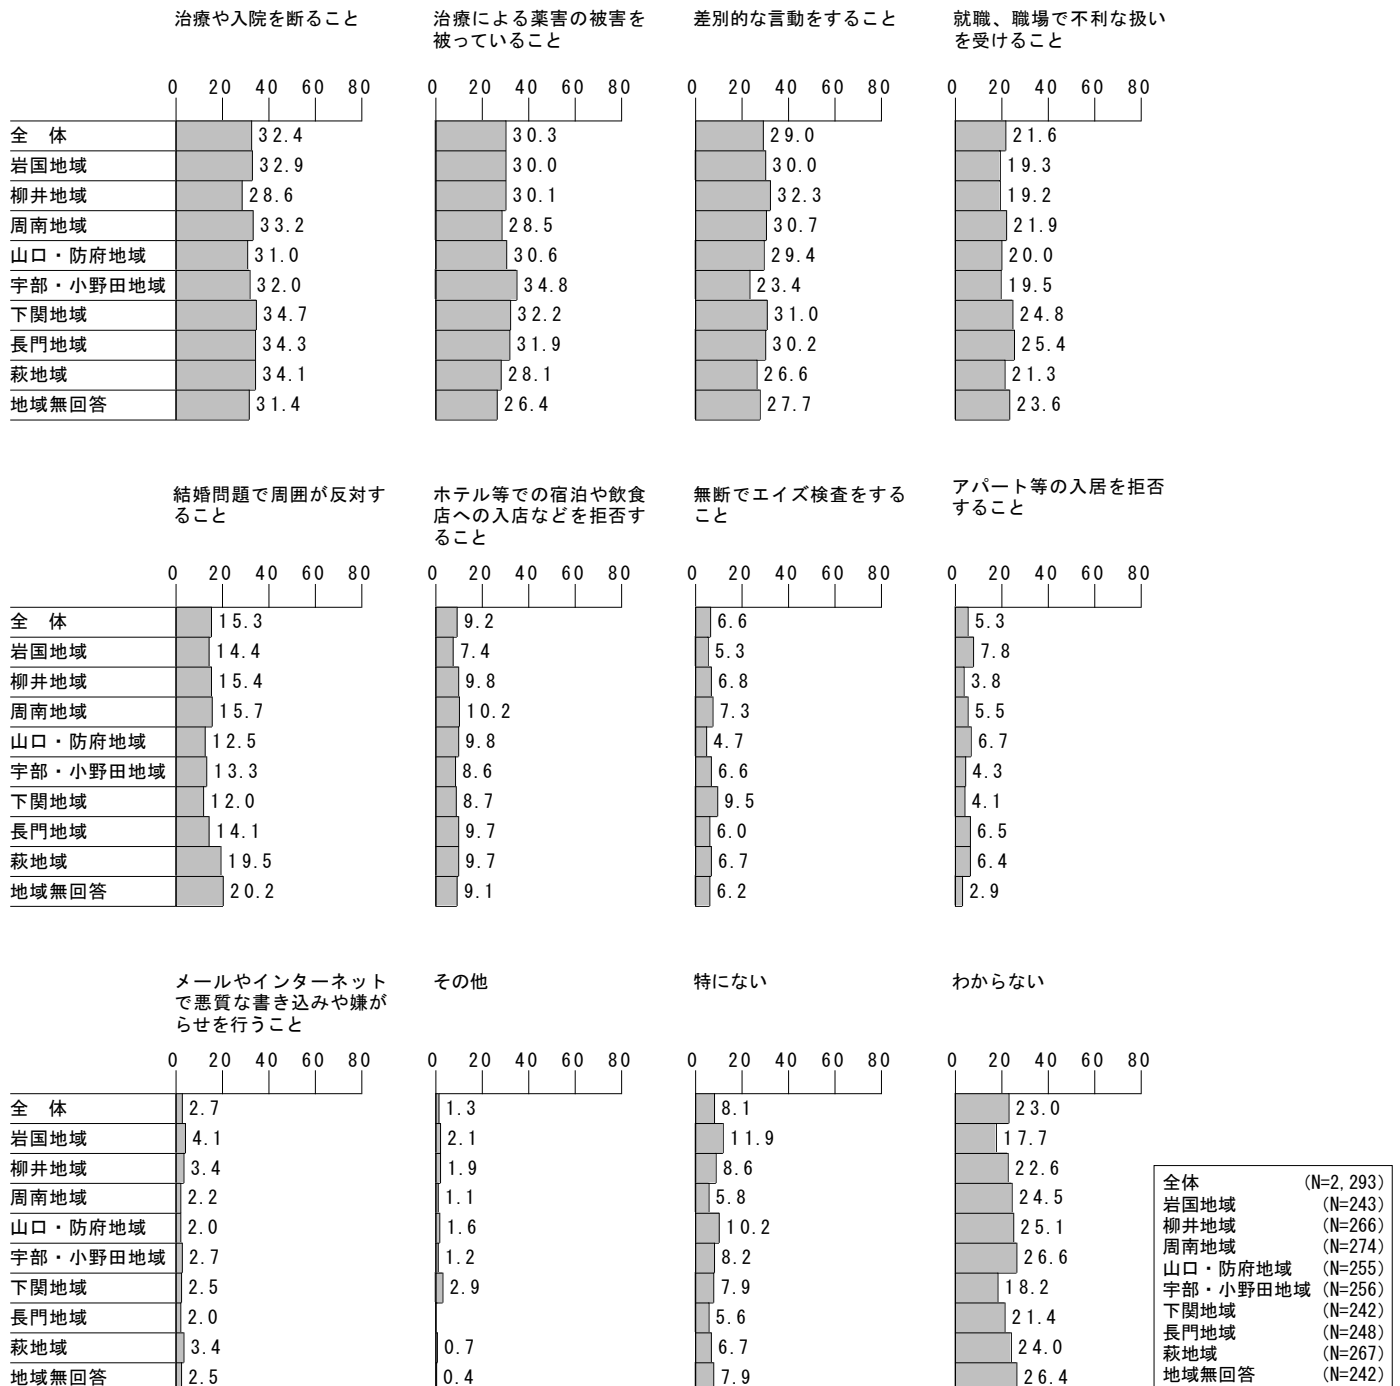 治療や入院を断ること
治療による薬害の被害を
被っていること
差別的な言動をすること
就職、職場で不利な扱い
を受けること
0 20 40 60 80 0 20 40 60 80 0 20 40 60 80 0 20 40 60 80
全 体 32.4 30.3 29.0 21.6
岩国地域 32.9 30.0 30.0 19.3
柳井地域 28.6 30.1 32.3 19.2
周南地域 33.2 28.5 30.7 21.9
山口・防府地域 31.0 30.6 29.4 20.0
宇部・小野田地域 32.0 34.8 23.4 19.5
下関地域 34.7 32.2 31.0 24.8
長門地域 34.3 31.9 30.2 25.4
萩地域 34.1 28.1 26.6 21.3
地域無回答 31.4 26.4 27.7 23.6
結婚問題で周囲が反対す
ること
ホテル等での宿泊や飲食
店への入店などを拒否す
ること
無断でエイズ検査をする
こと
アパート等の入居を拒否
すること
0 20 40 60 80 0 20 40 60 80 0 20 40 60 80 0 20 40 60 80
全 体 15.3 9.2 6.6 5.3
岩国地域 14.4 7.4 5.3 7.8
柳井地域 15.4 9.8 6.8 3.8
周南地域 15.7 10.2 7.3 5.5
山口・防府地域 12.5 9.8 4.7 6.7
宇部・小野田地域 13.3 8.6 6.6 4.3
下関地域 12.0 8.7 9.5 4.1
長門地域 14.1 9.7 6.0 6.5
萩地域 19.5 9.7 6.7 6.4
地域無回答 20.2 9.1 6.2 2.9
メールやインターネット
で悪質な書き込みや嫌が
らせを行うこと
その他
特にない
わからない
0 20 40 60 80 0 20 40 60 80 0 20 40 60 80 0 20 40 60 80
全 体 2.7 1.3 8.1 23.0
岩国地域 4.1 2.1 11.9 17.7
柳井地域 3.4 1.9 8.6 22.6
周南地域 2.2 1.1 5.8 24.5
山口・防府地域 2.0 1.6 10.2 25.1
宇部・小野田地域 2.7 1.2 8.2 26.6
下関地域 2.5 2.9 7.9 18.2
長門地域 2.0 5.6 21.4
萩地域 3.4 0.7 6.7 24.0
地域無回答 2.5 0.4 7.9 26.4
全体 (N=2,293)
岩国地域 (N=243)
柳井地域 (N=266)
周南地域 (N=274)
山口・防府地域 (N=255)
宇部・小野田地域 (N=256)
下関地域 (N=242)
長門地域 (N=248)
萩地域 (N=267)
地域無回答 (N=242)